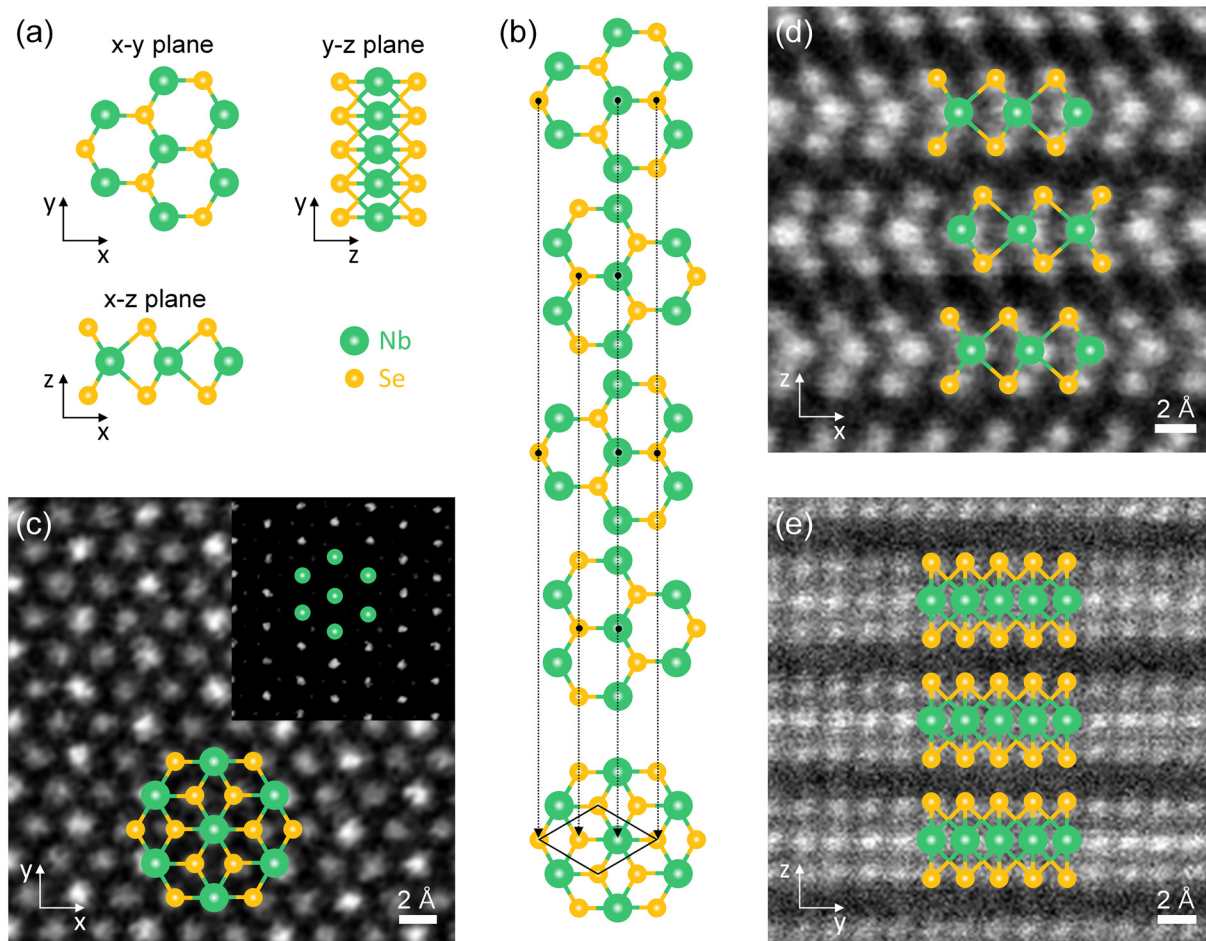 (a)
x-y plane
y-z plane
y
x
y
z
x-z plane
z
x
Nb
Se
(b)
(c)
y
x
2 Å
(d)
z
x
2 Å
(e)
z
y
2 Å